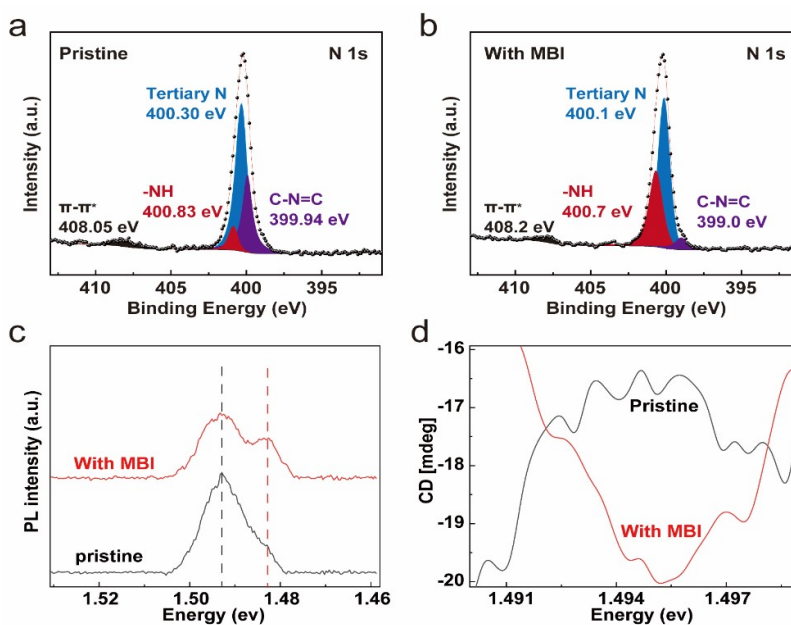 a
Pristine
N 1s
Tertiary N
400.30 eV
-NH
400.83 eV
C-N=C
399.94 eV
π-π*
408.05 eV
Intensity (a.u.)
410
405
400
395
Binding Energy (eV)
b
With MBI
N 1s
Tertiary N
400.1 eV
-NH
400.7 eV
C-N=C
399.0 eV
π-π*
408.2 eV
Intensity (a.u.)
410
405
400
395
Binding Energy (eV)
c
With MBI
pristine
PL intensity (a.u.)
1.52
1.50
1.48
1.46
Energy (ev)
d
-16
-17
-18
-19
-20
CD [mdeg]
Pristine
With MBI
1.491
1.494
1.497
Energy (ev)